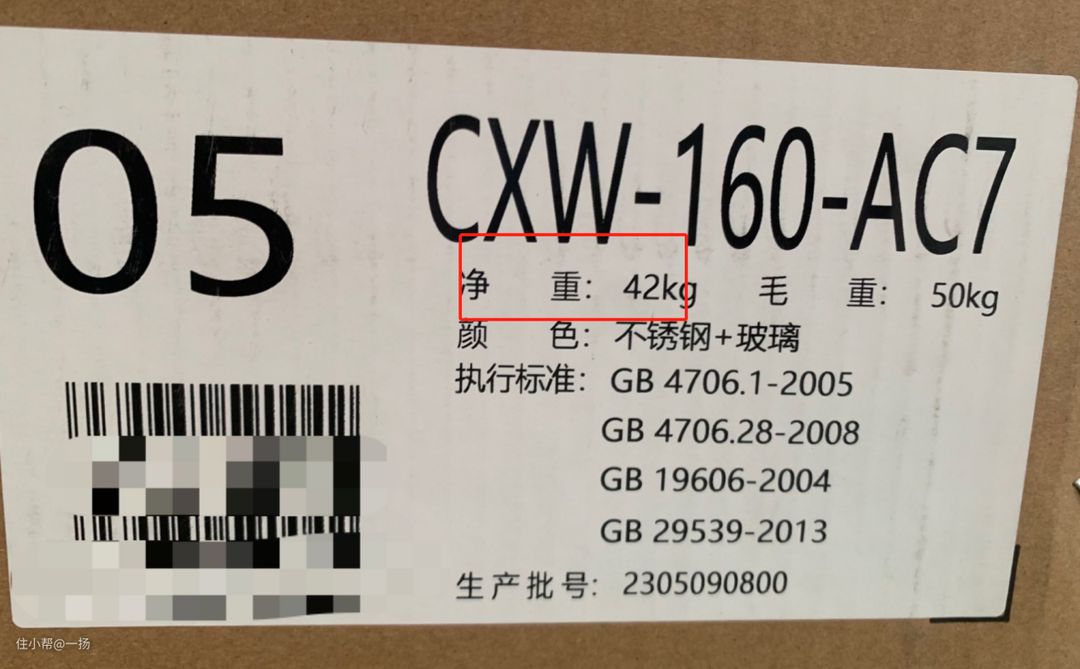 05
CXW-160-AC7
净 重： 42kg 毛 重： 50kg
颜 色：不锈钢+玻璃
执行标准： GB 4706.1-2005
GB 4706.28-2008
GB 19606-2004
GB 29539-2013
生产批号： 2305090800
住小帮@一扬